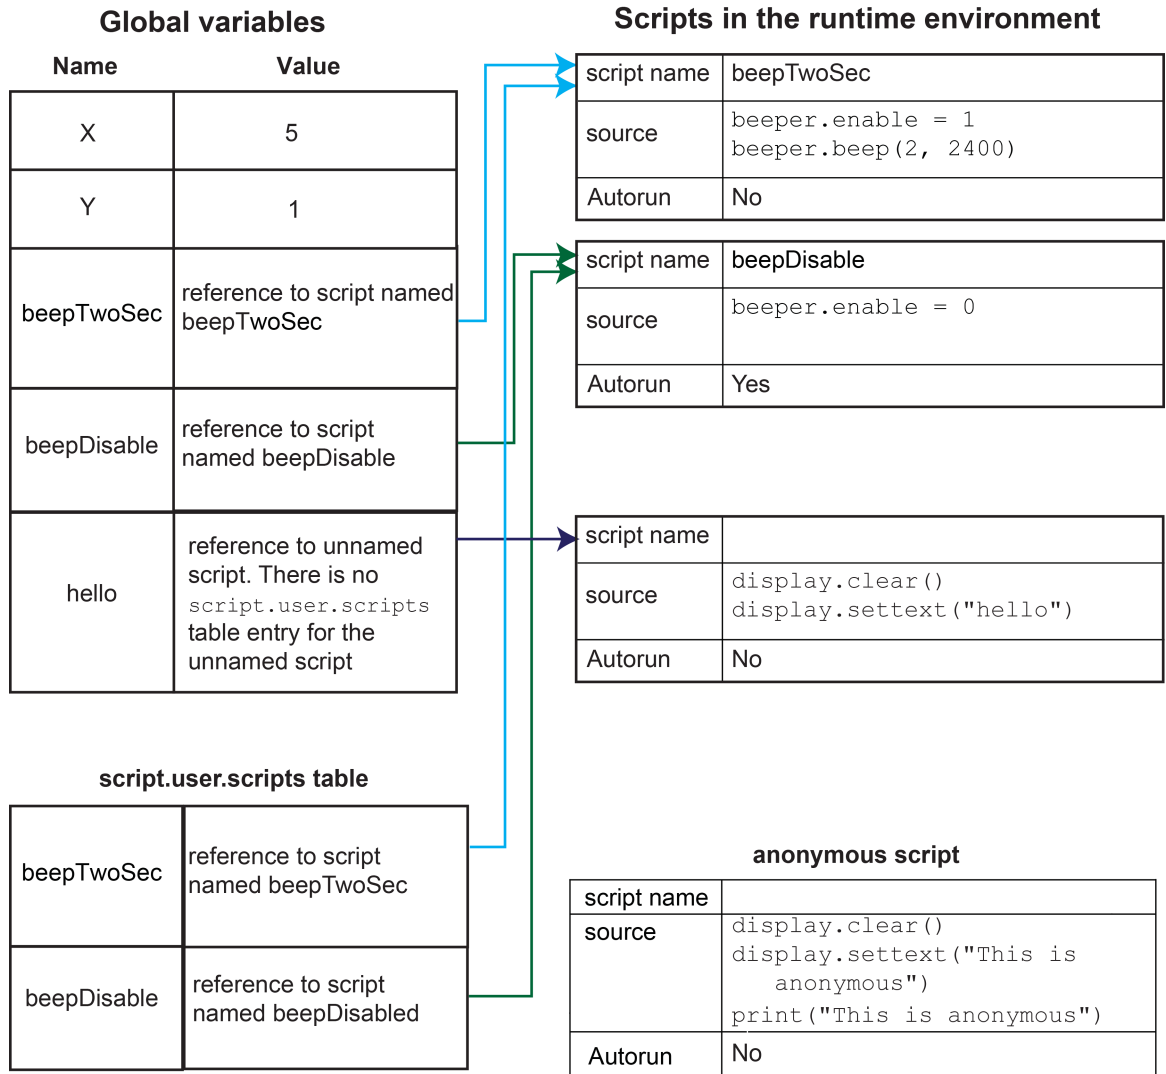 Global variables
Name Value
X 5
Y 1
beepTwoSec
reference to script named
beepTwoSec
beepDisable
reference to script
named beepDisable
hello
reference to unnamed
script. There is no
script.user.scripts
table entry for the
unnamed script
script.user.scripts table
beepTwoSec
reference to script
named beepTwoSec
beepDisable
reference to script
named beepDisabled
Scripts in the runtime environment
script name beepTwoSec
source
beeper.enable = 1
beeper.beep(2, 2400)
Autorun No
script name beepDisable
source
beeper.enable = 0
Autorun Yes
script name
source
display.clear()
display.settext("hello")
Autorun No
anonymous script
script name
source
display.clear()
display.settext("This is
anonymous")
print("This is anonymous")
Autorun No